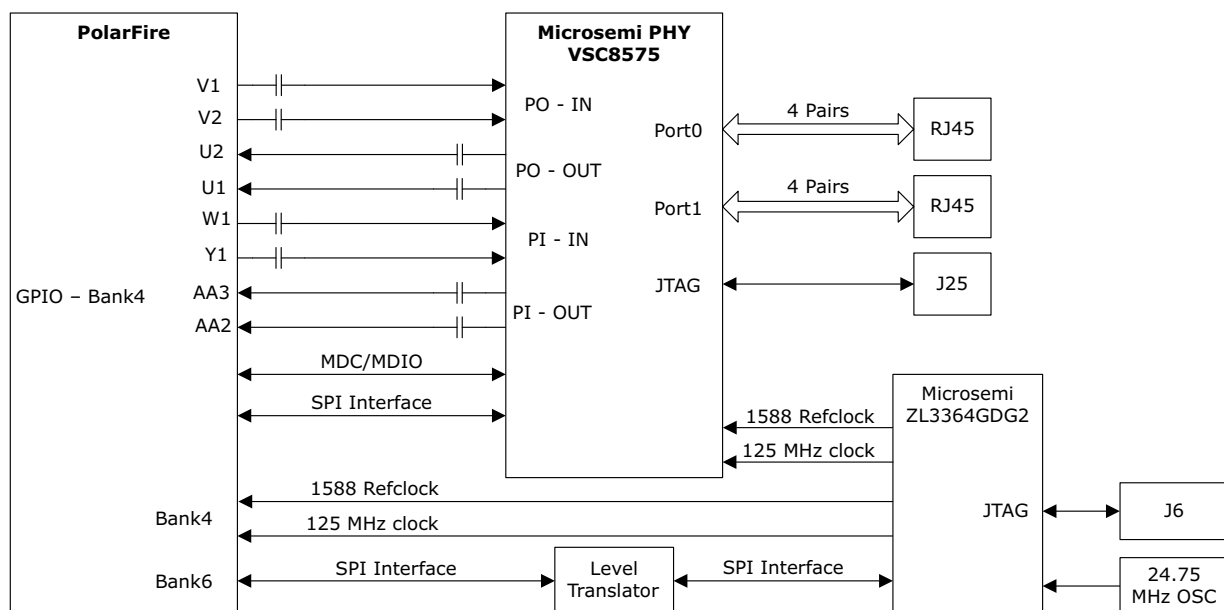 PolarFire
Microsemi PHY
VSC8575
V1
PO - IN
V2
4 Pairs
Port0
RJ45
U2
PO - OUT
U1
4 Pairs
Port1
RJ45
W1
PI - IN
Y1
GPIO – Bank4
AA3
JTAG
J25
PI - OUT
AA2
MDC/MDIO
SPI Interface
Microsemi
ZL3364GDG2
1588 Refclock
125 MHz clock
1588 Refclock
Bank4
125 MHz clock
JTAG
J6
Bank6
SPI Interface
Level
Translator
SPI Interface
24.75
MHz OSC